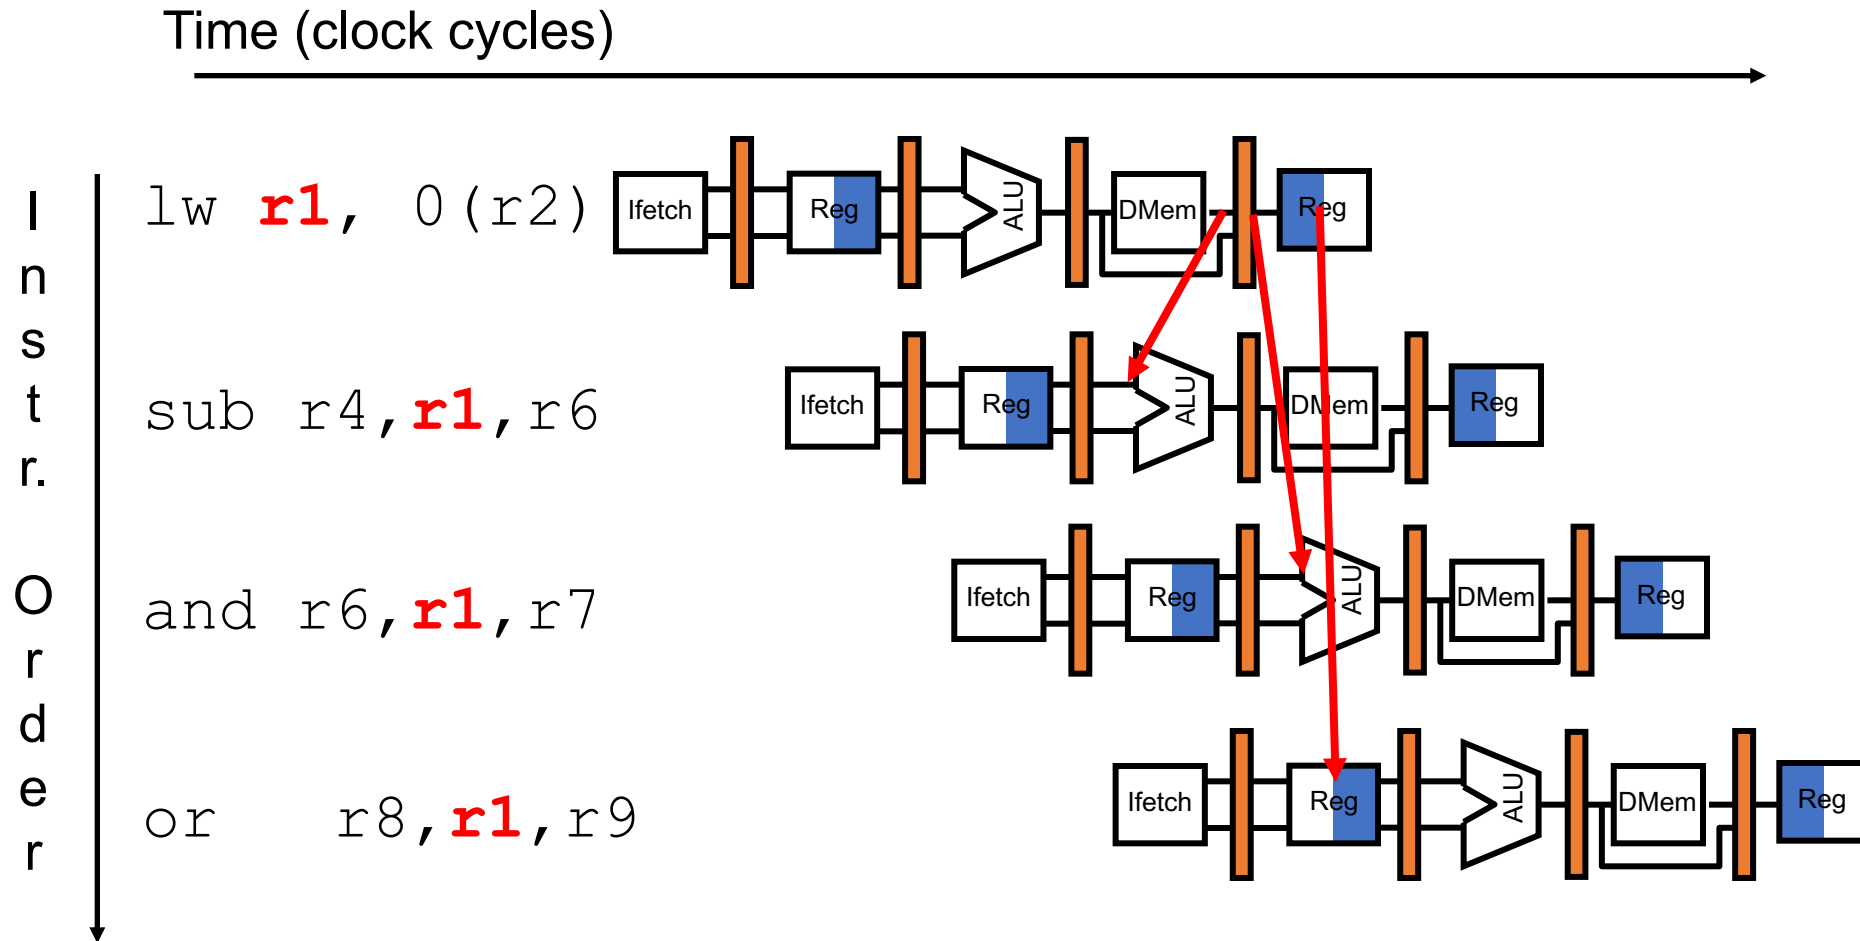 Time (clock cycles)
Instr. Order
lw r1, 0(r2)
Ifetch Reg ALU DMem Reg
sub r4,r1,r6
Ifetch Reg ALU DMem Reg
and r6,r1,r7
Ifetch Reg ALU DMem Reg
or r8,r1,r9
Ifetch Reg ALU DMem Reg